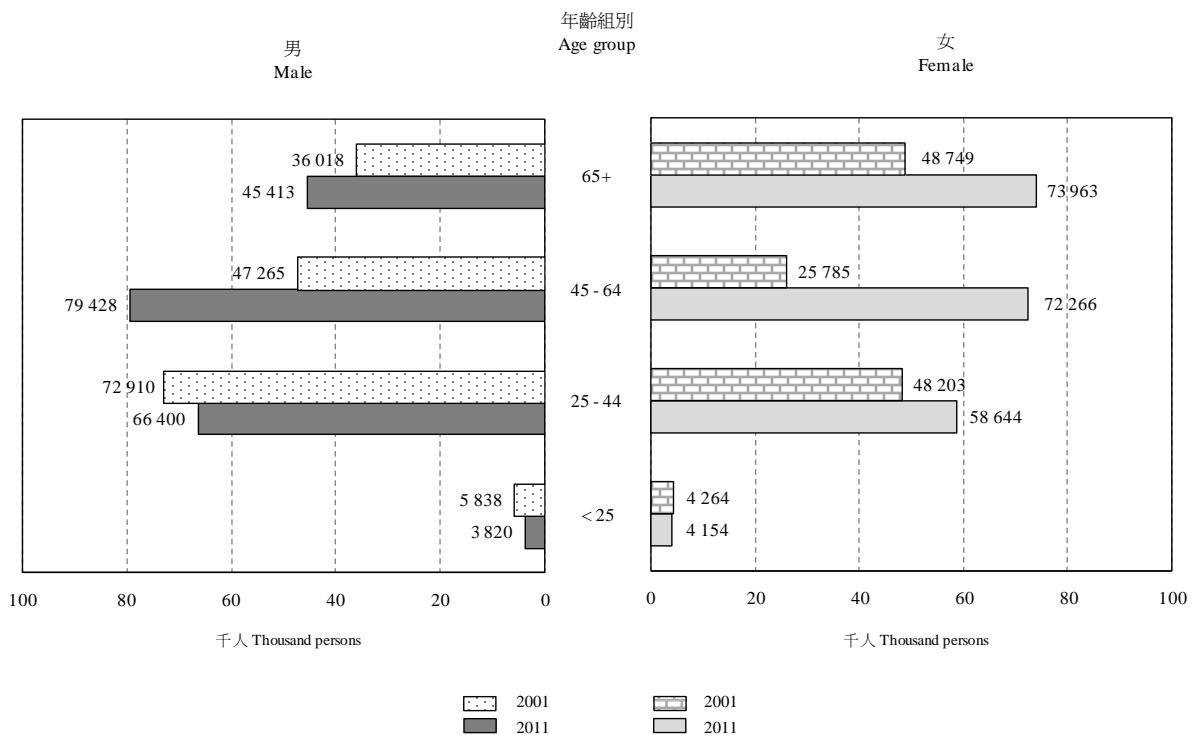 年齡組別
Age group
男
Male
女
Female
36 018
45 413
65+
48 749
73 963
47 265
79 428
45 - 64
25 785
72 266
72 910
66 400
25 - 44
48 203
58 644
5 838
3 820
< 25
4 264
4 154
100 80 60 40 20 0
0 20 40 60 80 100
千人 Thousand persons
千人 Thousand persons
2001
2011
2001
2011